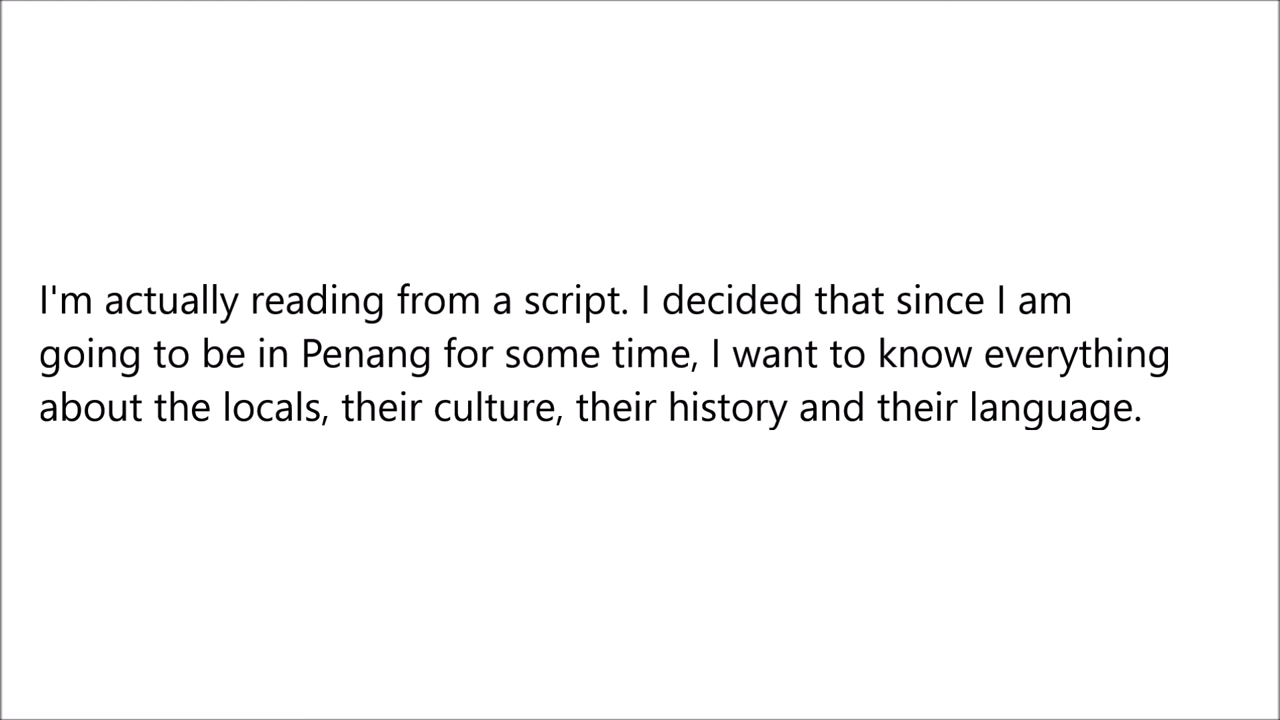 I'm actually reading from a script. I decided that since I am
going to be in Penang for some time, I want to know everything
about the locals, their culture, their history and their language.